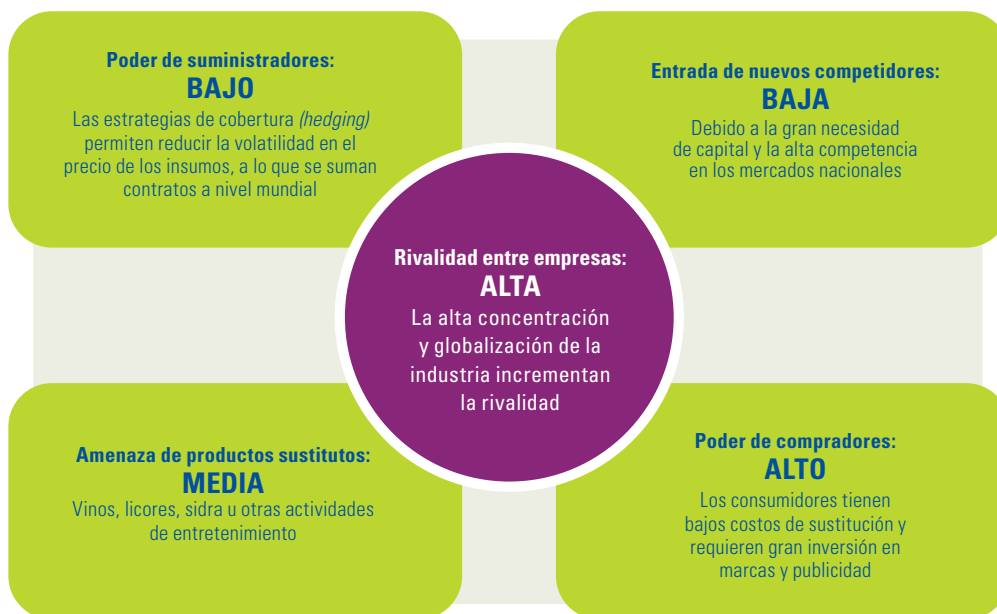 Poder de suministradores:
BAJO
Las estrategias de cobertura (hedging)
permiten reducir la volatilidad en el
precio de los insumos, a lo que se suman
contratos a nivel mundial
Entrada de nuevos competidores:
BAJA
Debido a la gran necesidad
de capital y la alta competencia
en los mercados nacionales
Rivalidad entre empresas:
ALTA
La alta concentración
y globalización de la
industria incrementan
la rivalidad
Amenaza de productos sustitutos:
MEDIA
Vinos, licores, sidra u otras actividades
de entretenimiento
Poder de compradores:
ALTO
Los consumidores tienen
bajos costos de sustitución y
requieren gran inversión en
marcas y publicidad